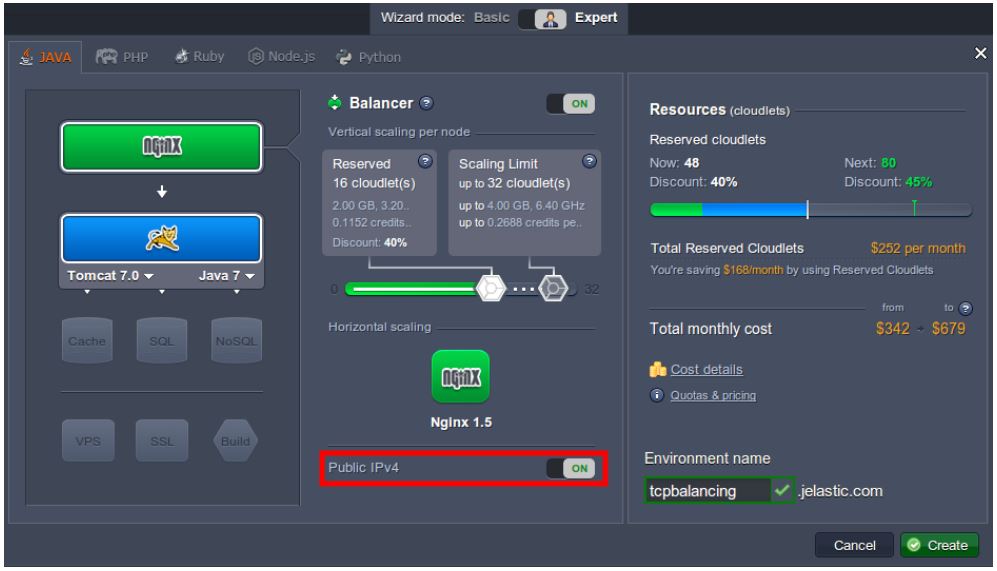 Wizard mode: Basic Expert
JAVA PHP Ruby Node.js Python
NGINX
Tomcat 7.0 Java 7
Cache SQL NoSQL
VPS SSL Build
Balancer ? ON
Vertical scaling per node
Reserved ?
16 cloudlet(s)
2.00 GB, 3.20..
0.1152 credits..
Discount: 40%
Scaling Limit ?
up to 32 cloudlet(s)
up to 4.00 GB, 6.40 GHz
up to 0.2688 credits pe..
0 32
Horizontal scaling
NGINX
NgInx 1.5
Public IPv4 ON
Resources (cloudlets)
Reserved cloudlets
Now: 48 Next: 80
Discount: 40% Discount: 45%
Total Reserved Cloudlets $252 per month
You're saving $168/month by using Reserved Cloudlets
from to ?
Total monthly cost $342 - $679
Cost details
Quotas & pricing
Environment name
tcpbalancing .jelastic.com
Cancel Create